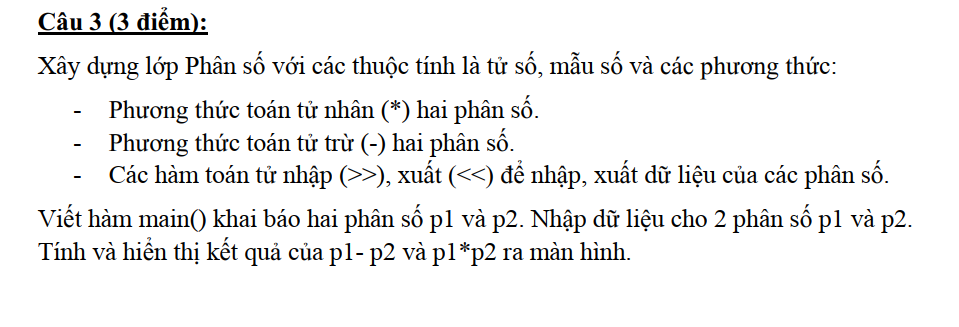 Câu 3 (3 điểm):
Xây dựng lớp Phân số với các thuộc tính là tử số, mẫu số và các phương thức:
- Phương thức toán tử nhân (*) hai phân số.
- Phương thức toán tử trừ (-) hai phân số.
- Các hàm toán tử nhập (>>), xuất (<<) để nhập, xuất dữ liệu của các phân số.
Viết hàm main() khai báo hai phân số p1 và p2. Nhập dữ liệu cho 2 phân số p1 và p2.
Tính và hiển thị kết quả của p1- p2 và p1*p2 ra màn hình.